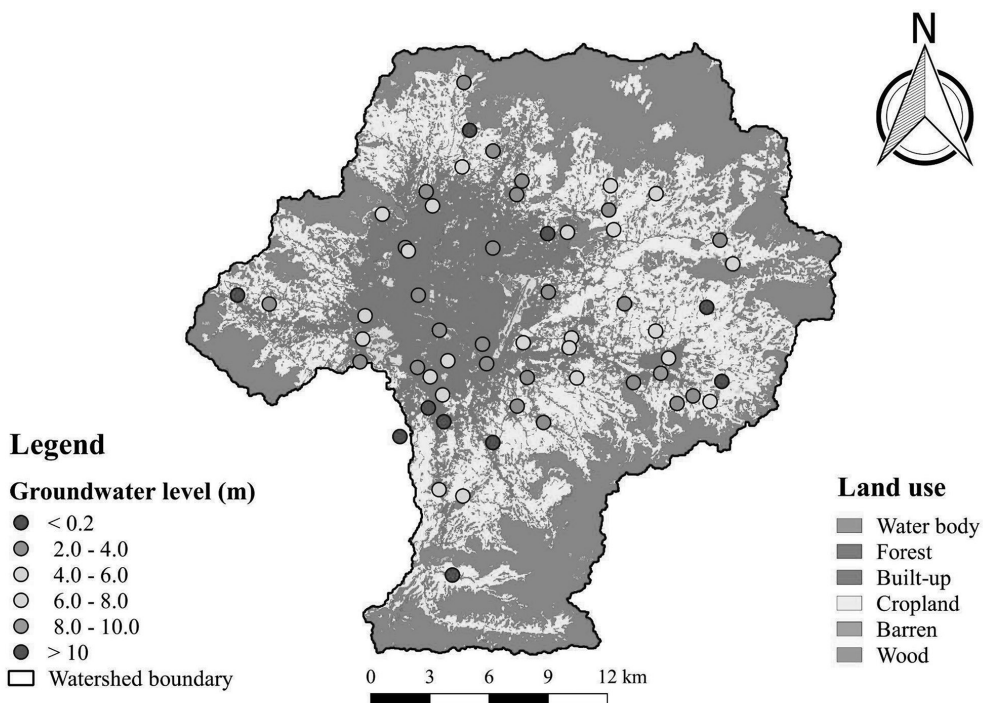 N
Legend
Groundwater level (m)
< 0.2
2.0 - 4.0
4.0 - 6.0
6.0 - 8.0
8.0 - 10.0
> 10
Watershed boundary
0 3 6 9 12 km
Land use
Water body
Forest
Built-up
Cropland
Barren
Wood